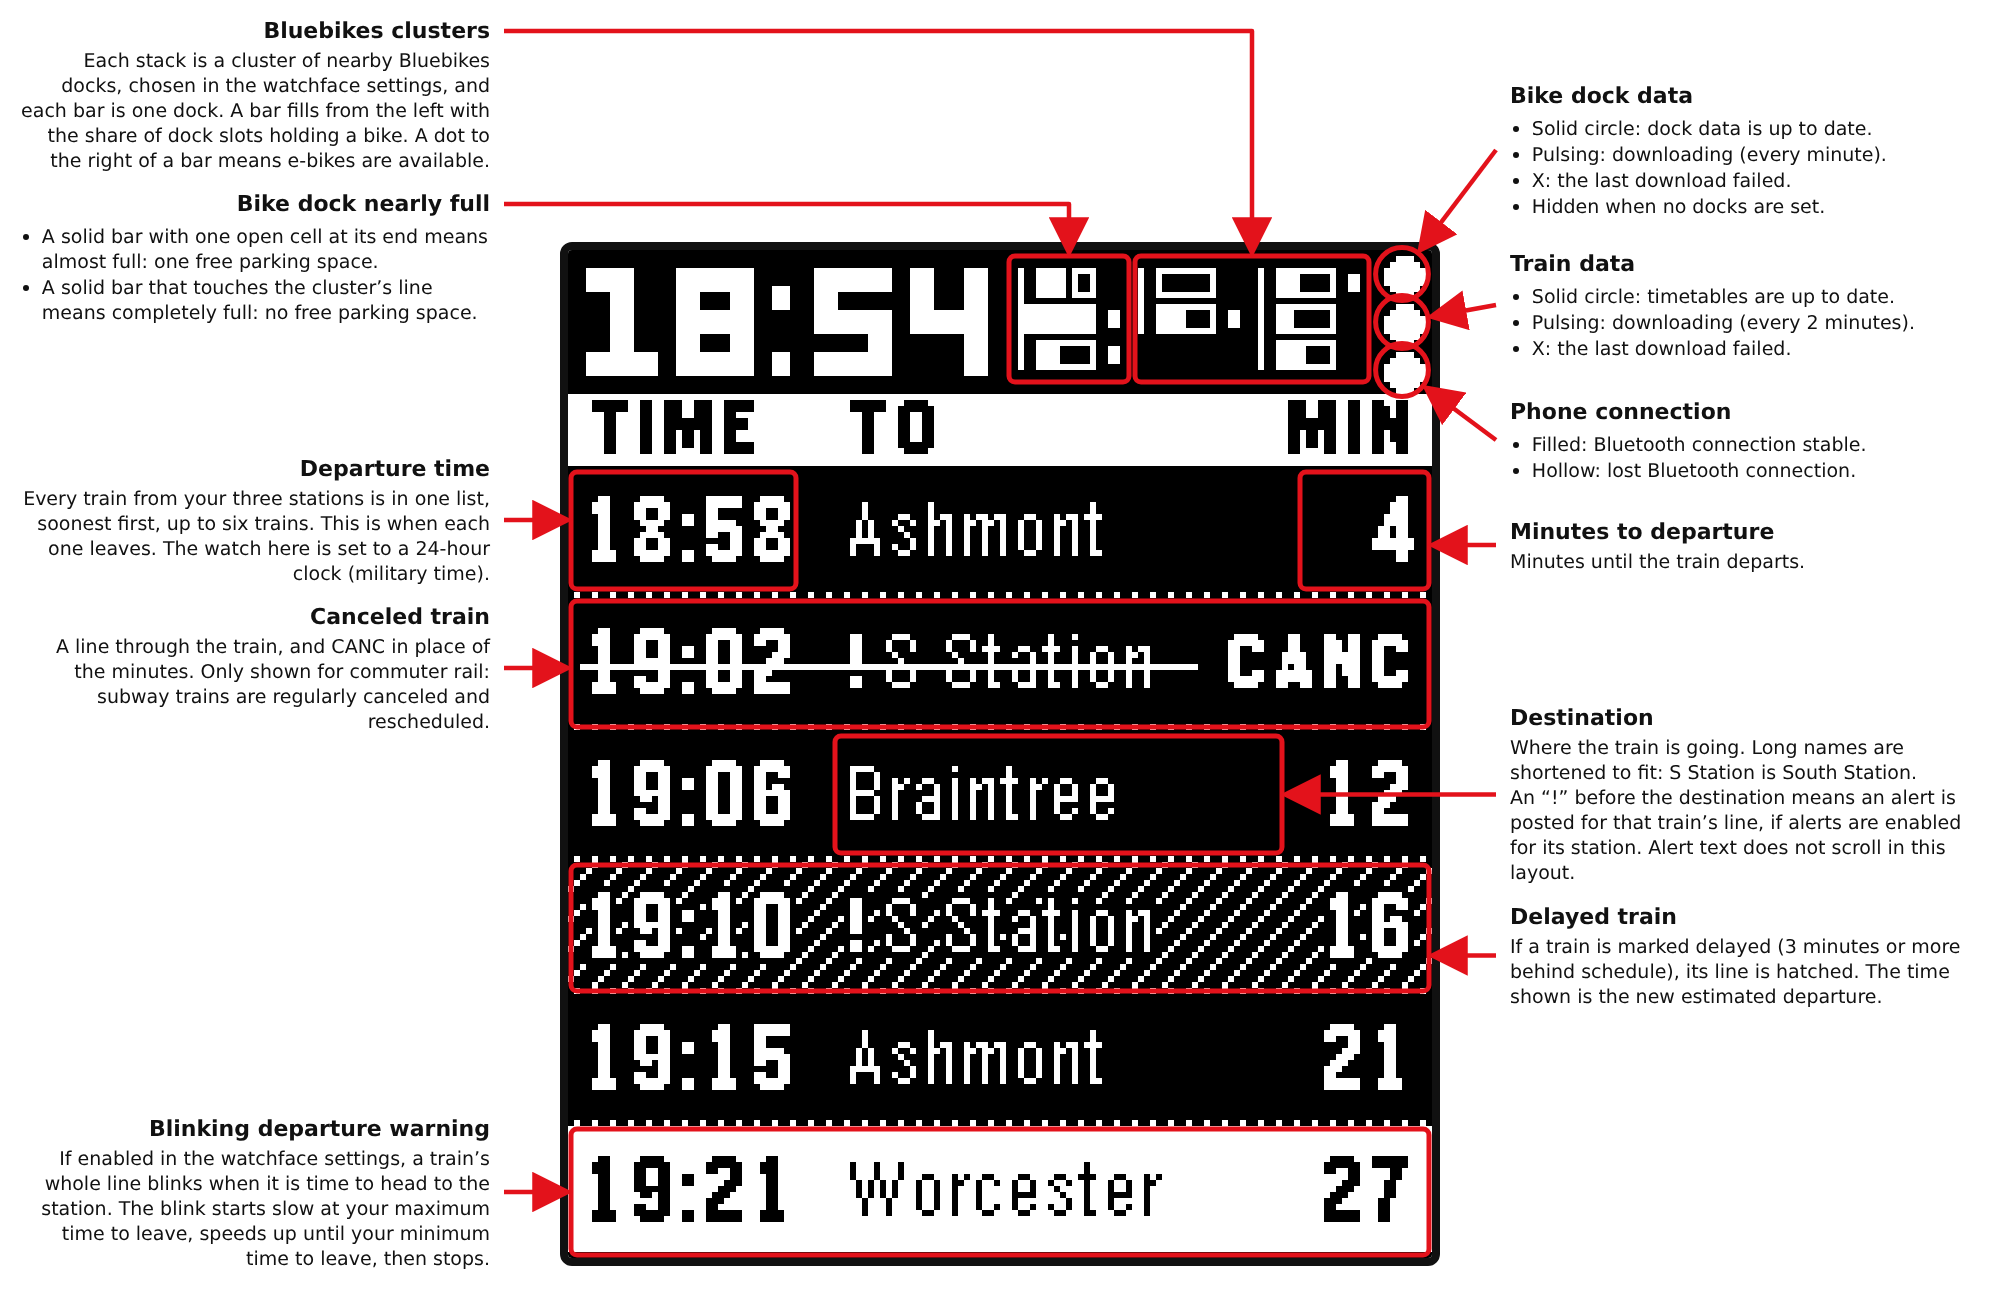 Bluebikes clusters
Each stack is a cluster of nearby Bluebikes
docks, chosen in the watchface settings, and
each bar is one dock. A bar fills from the left with
the share of dock slots holding a bike. A dot to
the right of a bar means e-bikes are available.
Bike dock nearly full
• A solid bar with one open cell at its end means
almost full: one free parking space.
• A solid bar that touches the cluster’s line
means completely full: no free parking space.
Departure time
Every train from your three stations is in one list,
soonest first, up to six trains. This is when each
one leaves. The watch here is set to a 24-hour
clock (military time).
Canceled train
A line through the train, and CANC in place of
the minutes. Only shown for commuter rail:
subway trains are regularly canceled and
rescheduled.
Blinking departure warning
If enabled in the watchface settings, a train’s
whole line blinks when it is time to head to the
station. The blink starts slow at your maximum
time to leave, speeds up until your minimum
time to leave, then stops.
18:54
TIME TO MIN
18:58 Ashmont 4
19:02 !S Station CANC
19:06 Braintree 12
19:10 !S Station 16
19:15 Ashmont 21
19:21 Worcester 27
Bike dock data
• Solid circle: dock data is up to date.
• Pulsing: downloading (every minute).
• X: the last download failed.
• Hidden when no docks are set.
Train data
• Solid circle: timetables are up to date.
• Pulsing: downloading (every 2 minutes).
• X: the last download failed.
Phone connection
• Filled: Bluetooth connection stable.
• Hollow: lost Bluetooth connection.
Minutes to departure
Minutes until the train departs.
Destination
Where the train is going. Long names are
shortened to fit: S Station is South Station.
An “!” before the destination means an alert is
posted for that train’s line, if alerts are enabled
for its station. Alert text does not scroll in this
layout.
Delayed train
If a train is marked delayed (3 minutes or more
behind schedule), its line is hatched. The time
shown is the new estimated departure.